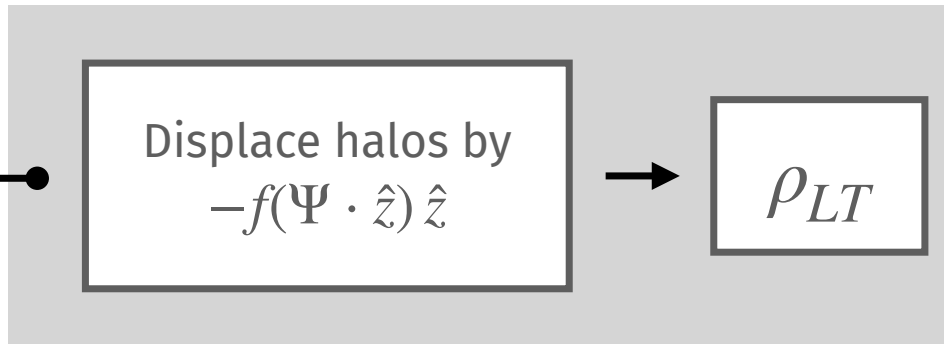 Displace halos by
−f(Ψ · ẑ) ẑ
ρ_LT